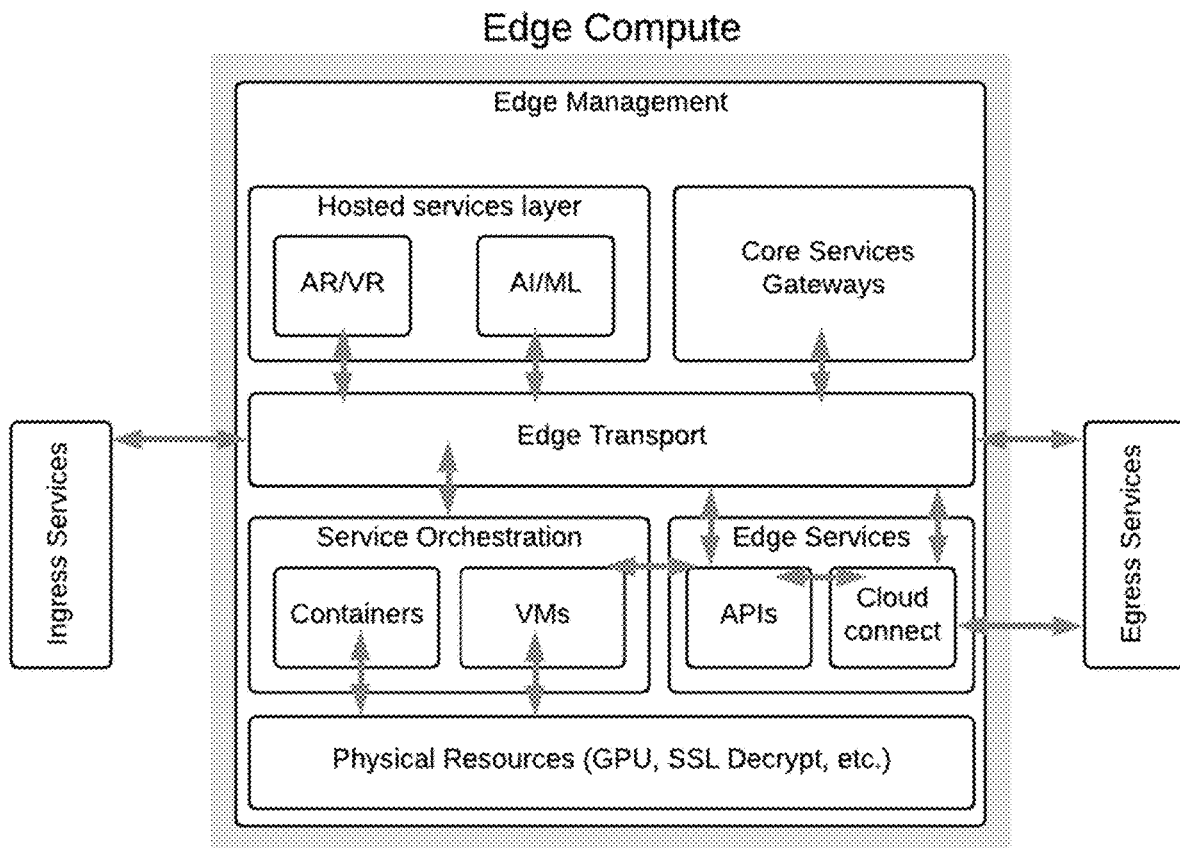 Edge Compute
Edge Management
Hosted services layer
AR/VR
AI/ML
Core Services
Gateways
Edge Transport
Ingress Services
Egress Services
Service Orchestration
Containers
VMs
Edge Services
APIs
Cloud
connect
Physical Resources (GPU, SSL Decrypt, etc.)